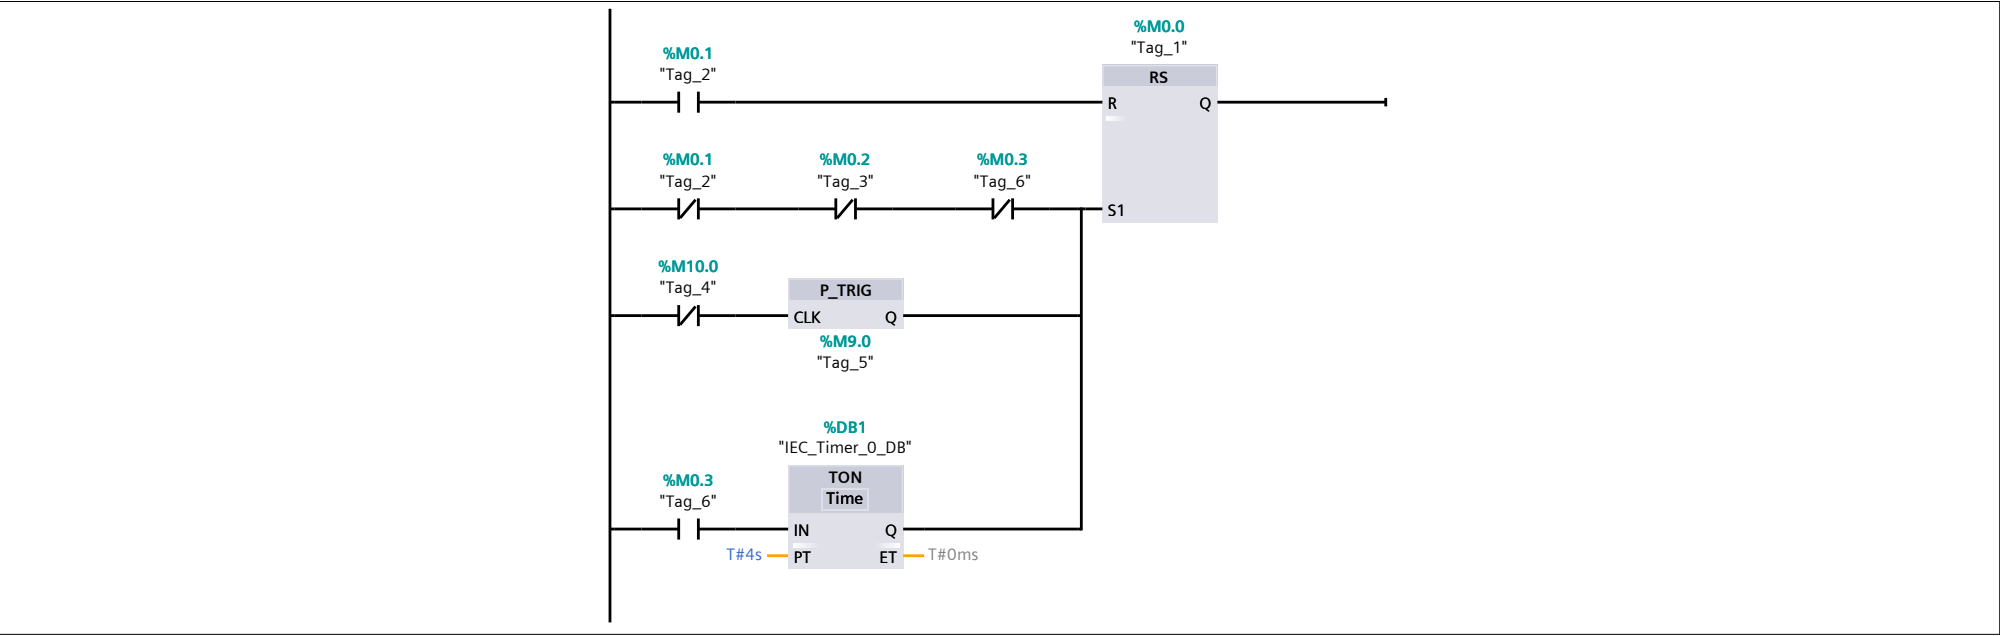 %M0.0
"Tag_1"
%M0.1
"Tag_2"
RS
R
Q
%M0.1
"Tag_2"
%M0.2
"Tag_3"
%M0.3
"Tag_6"
S1
%M10.0
"Tag_4"
P_TRIG
CLK
Q
%M9.0
"Tag_5"
%DB1
"IEC_Timer_0_DB"
TON
Time
%M0.3
"Tag_6"
IN
Q
T#4s
PT
ET
T#0ms